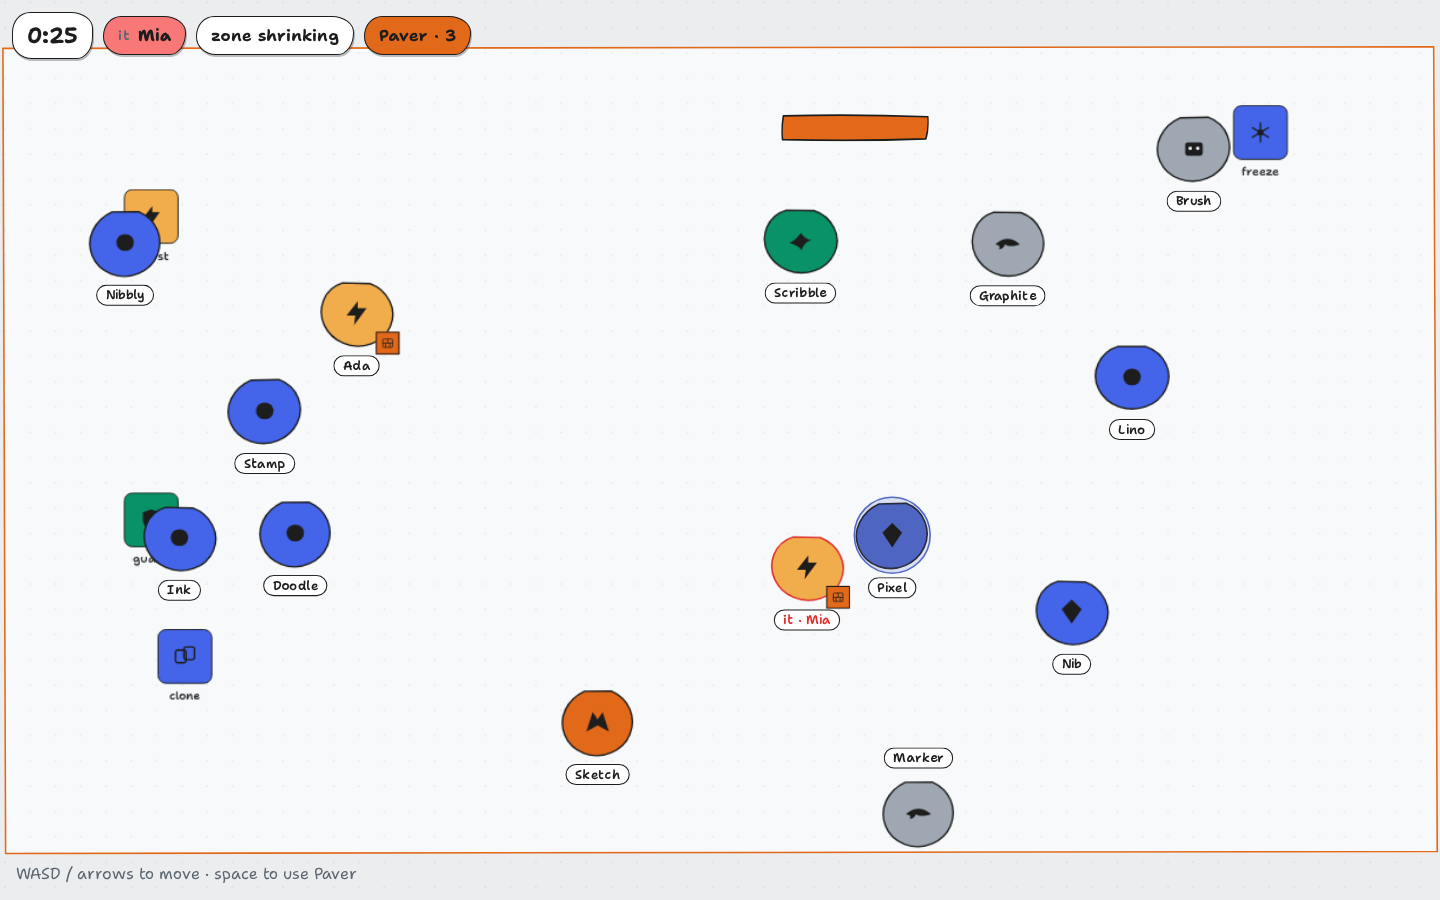 0:25
it Mia
zone shrinking
Paver · 3
freeze
Brush
st
Nibbly
Scribble
Graphite
Ada
Lino
Stamp
Ink
Doodle
Pixel
it · Mia
Nib
clone
Marker
Sketch
WASD / arrows to move · space to use Paver